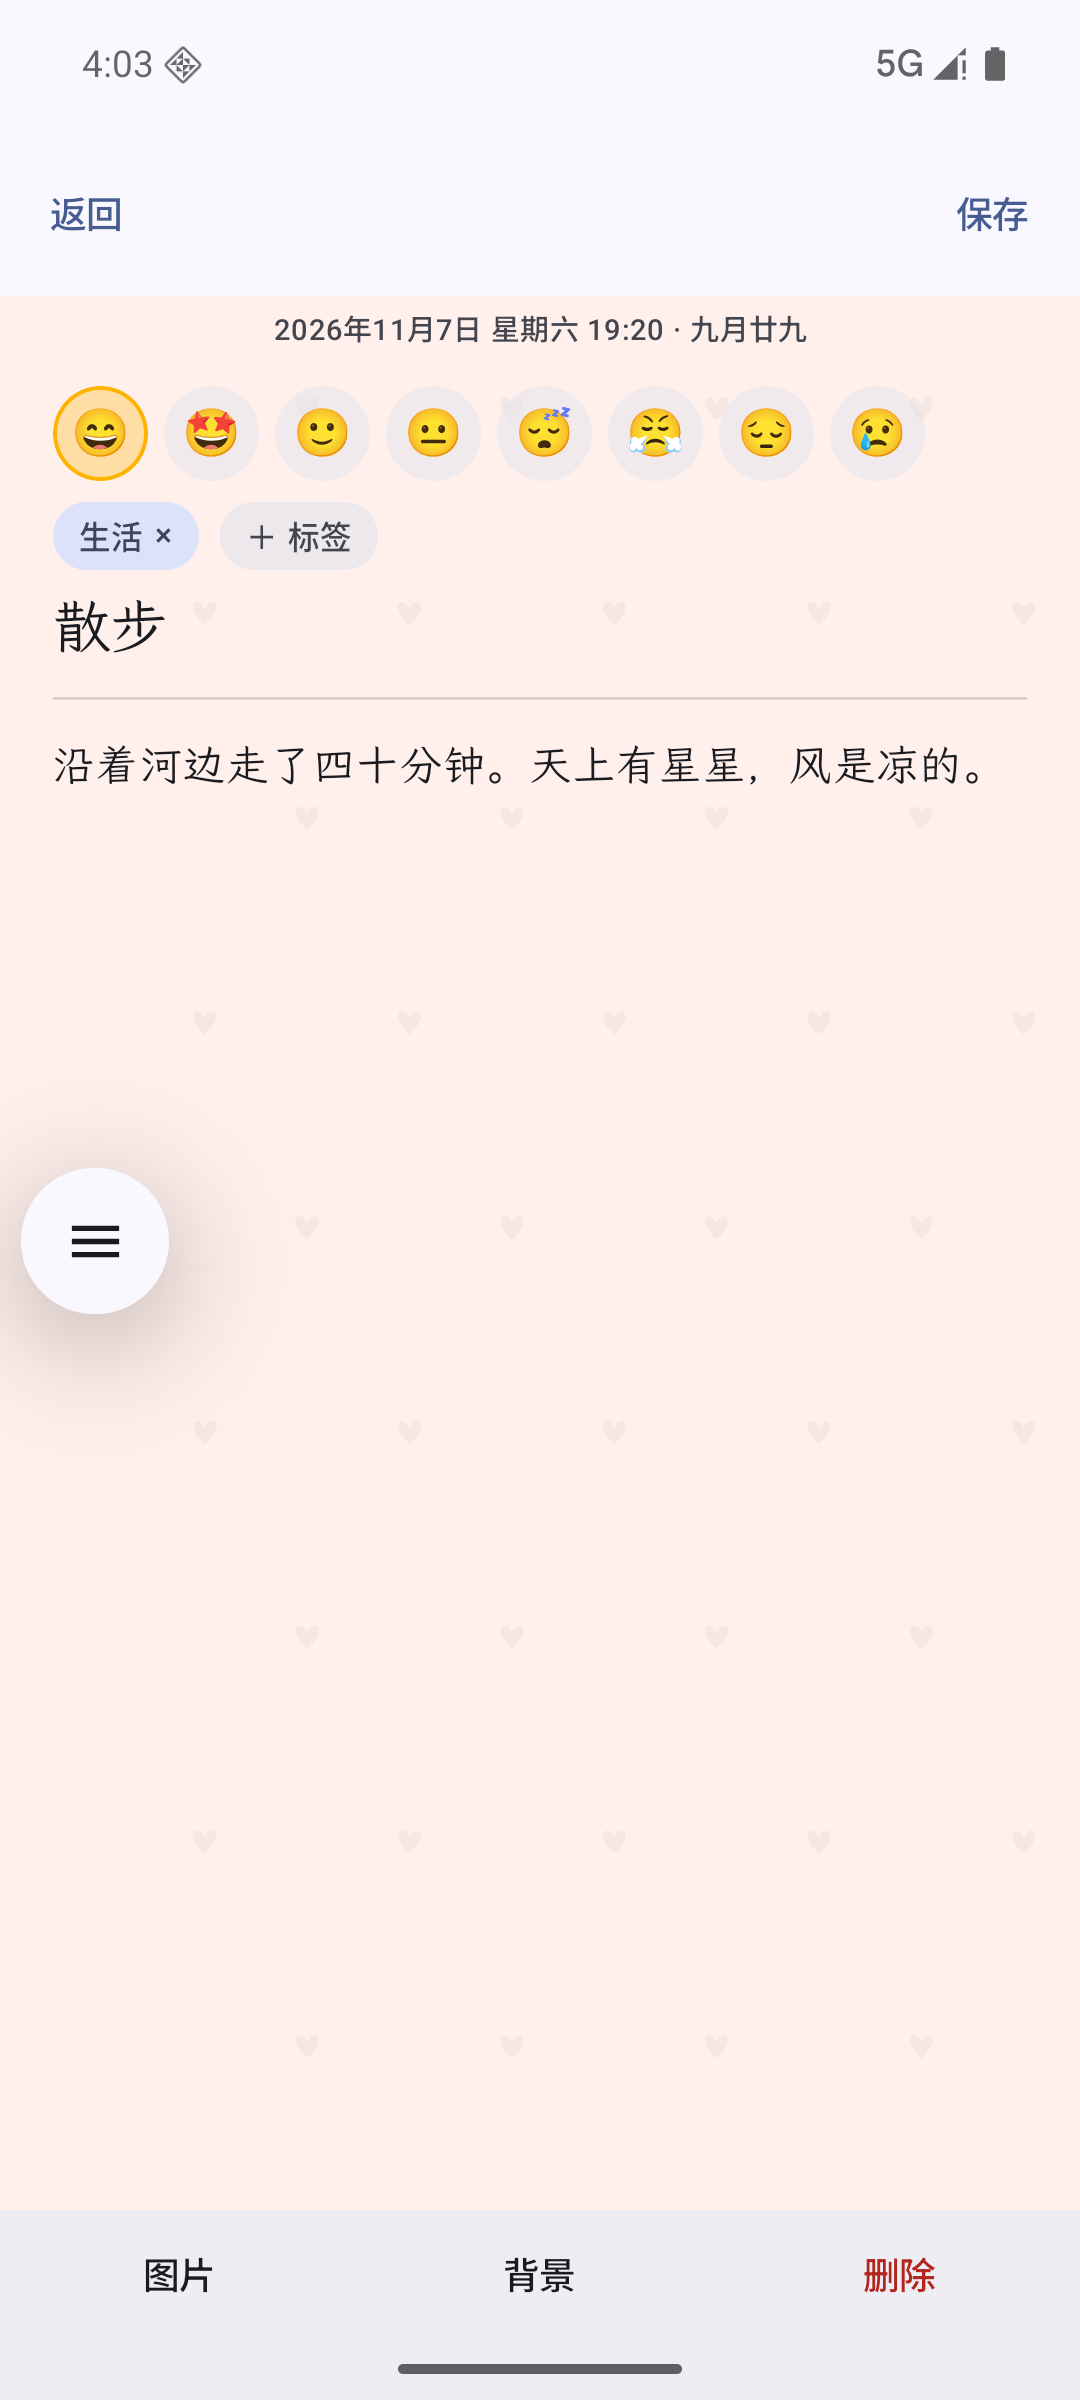 4:03
5G
返回
保存
2026年11月7日 星期六 19:20 · 九月廿九
生活 ×
+ 标签
散步
沿着河边走了四十分钟。天上有星星，风是凉的。
图片
背景
删除